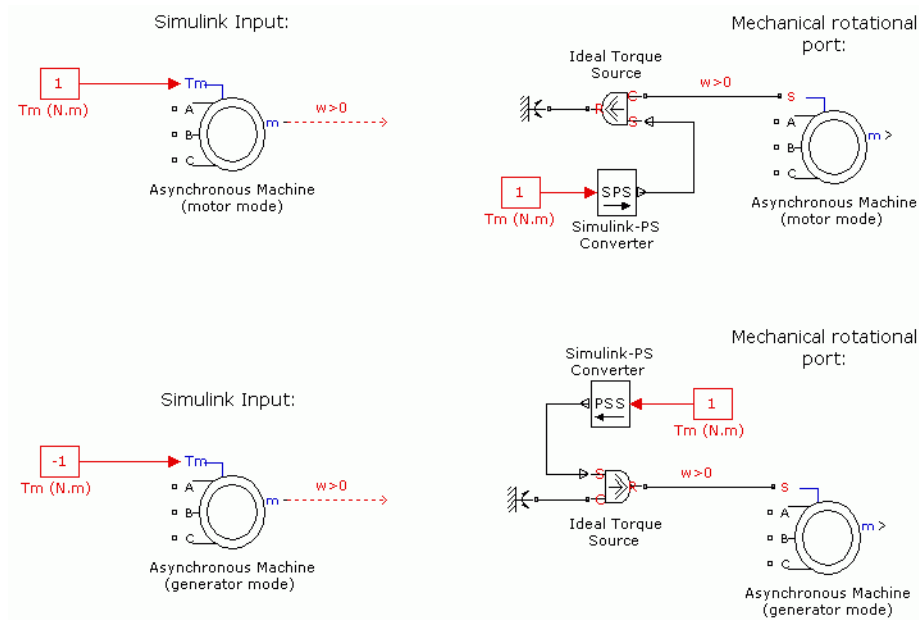 Simulink Input:
1
Tm (N.m)
Tm
A
B
C
m
w>0
Asynchronous Machine
(motor mode)
Mechanical rotational
port:
Ideal Torque
Source
R
C
S
w>0
1
Tm (N.m)
SPS
Simulink-PS
Converter
S
A
B
C
m
Asynchronous Machine
(motor mode)
Simulink Input:
-1
Tm (N.m)
Tm
A
B
C
m
w>0
Asynchronous Machine
(generator mode)
Mechanical rotational
port:
Simulink-PS
Converter
PSS
1
Tm (N.m)
S
C
R
w>0
Ideal Torque
Source
S
A
B
C
m
Asynchronous Machine
(generator mode)